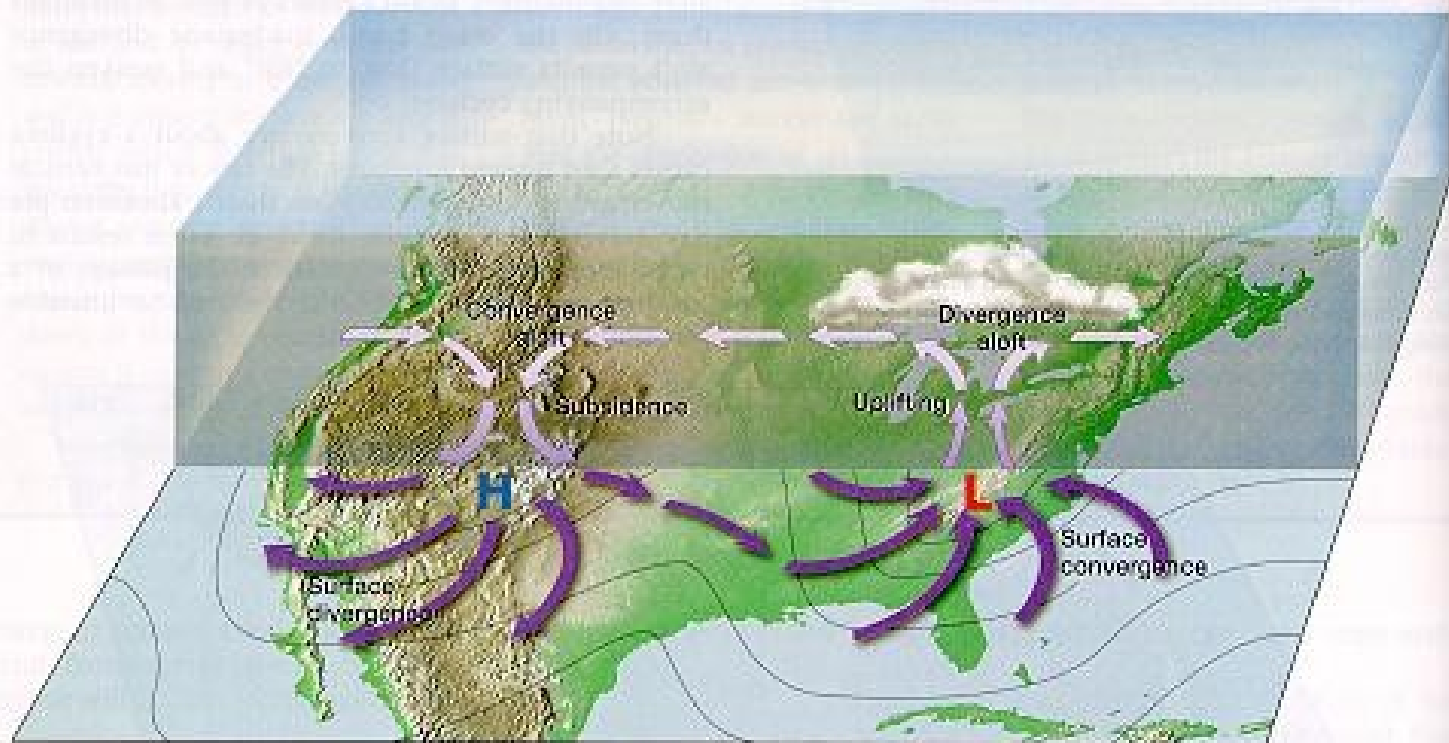 Convergence
aloft
Divergence
aloft
Subsidence
Uplifting
H
L
Surface
divergence
Surface
convergence